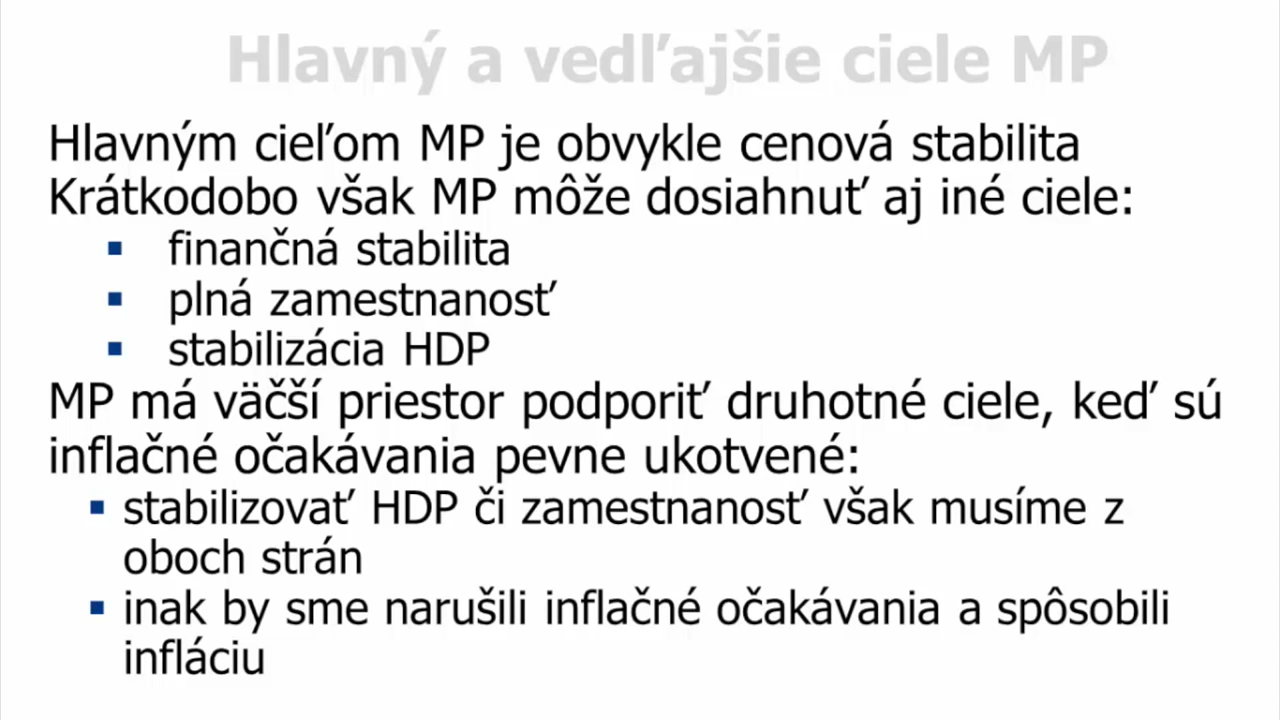 Hlavný a vedľajšie ciele MP
Hlavným cieľom MP je obvykle cenová stabilita
Krátkodobo však MP môže dosiahnuť aj iné ciele:
▪ finančná stabilita
▪ plná zamestnanosť
▪ stabilizácia HDP
MP má väčší priestor podporiť druhotné ciele, keď sú
inflačné očakávania pevne ukotvené:
▪ stabilizovať HDP či zamestnanosť však musíme z
oboch strán
▪ inak by sme narušili inflačné očakávania a spôsobili
infláciu